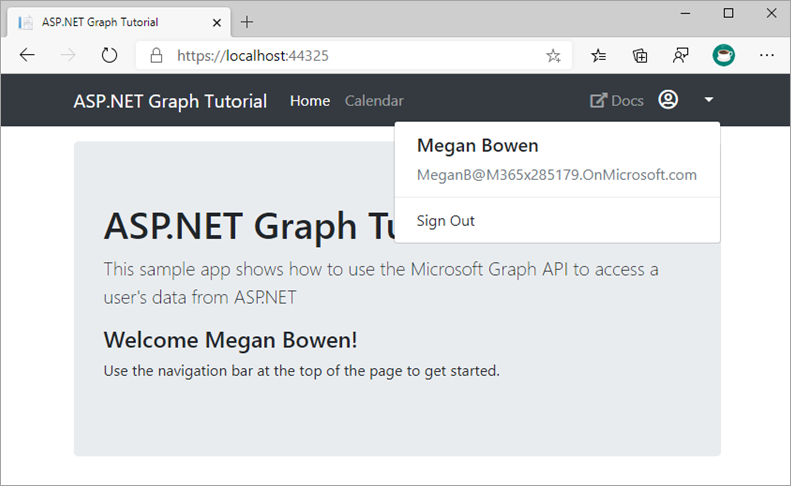 ASP.NET Graph Tutorial
https://localhost:44325
ASP.NET Graph Tutorial Home Calendar Docs
Megan Bowen
MeganB@M365x285179.OnMicrosoft.com
Sign Out
ASP.NET Graph Tu
This sample app shows how to use the Microsoft Graph API to access a
user's data from ASP.NET
Welcome Megan Bowen!
Use the navigation bar at the top of the page to get started.